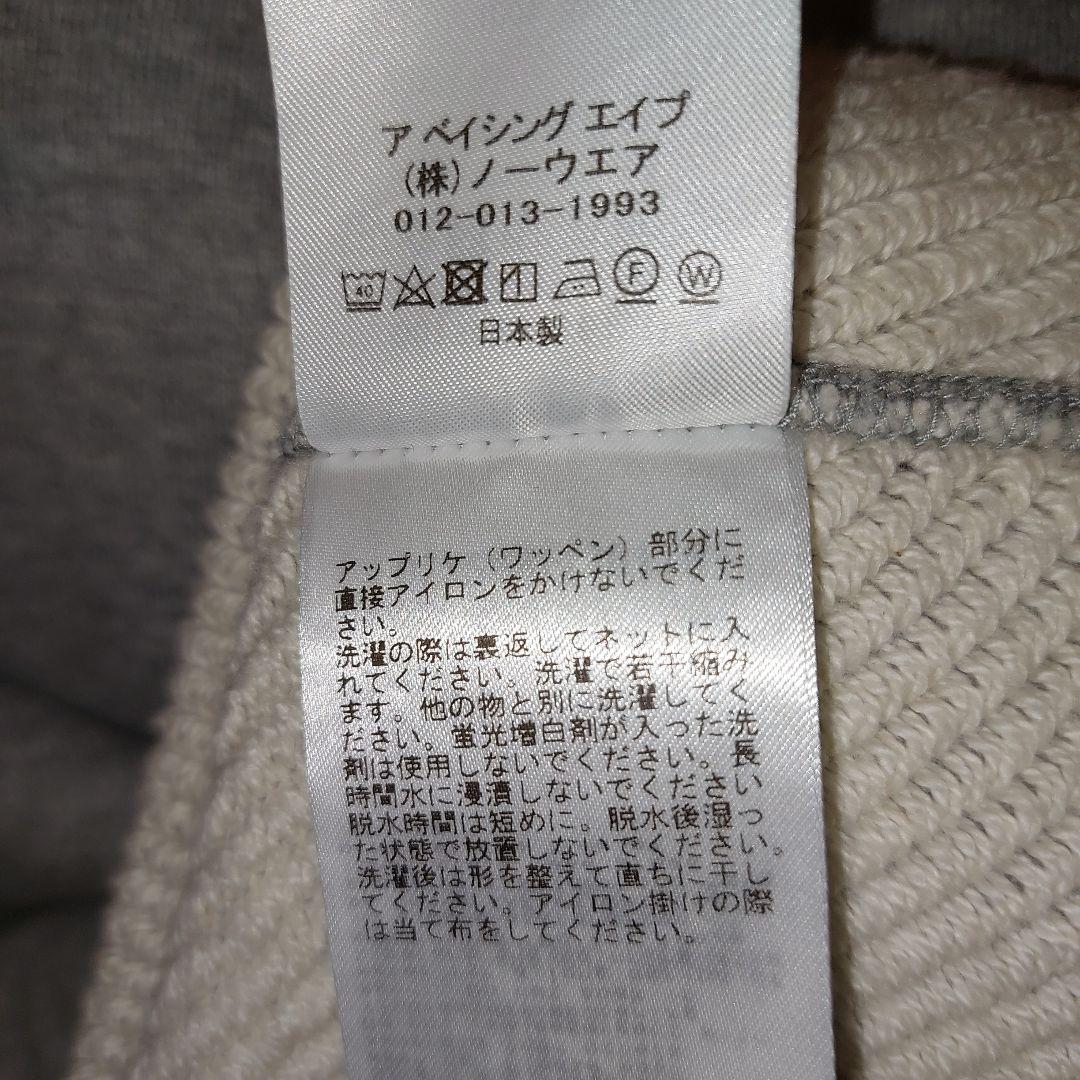 ア ベイシング エイプ
(株)ノーウエア
012-013-1993
40
F W
日本製
アップリケ（ワッペン）部分に
直接アイロンをかけないでくだ
さい。
洗濯の際は裏返してネットに入
れてください。洗濯で若干縮み
ます。他の物と別に洗濯してく
ださい。蛍光増白剤が入った洗
剤は使用しないでください。長
時間水に浸漬しないでください
脱水時間は短めに。脱水後湿っ
た状態で放置しないでください。
洗濯後は形を整えて直ちに干し
てください。アイロン掛けの際
は当て布をしてください。